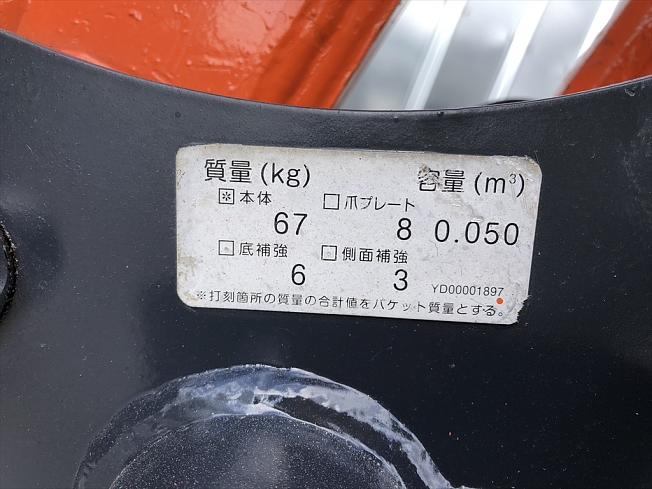 質量(kg) 容量(m³)
※本体 □爪プレート
67 8 0.050
□底補強 □側面補強
6 3 YD00001897
※打刻箇所の質量の合計値をバケット質量とする。